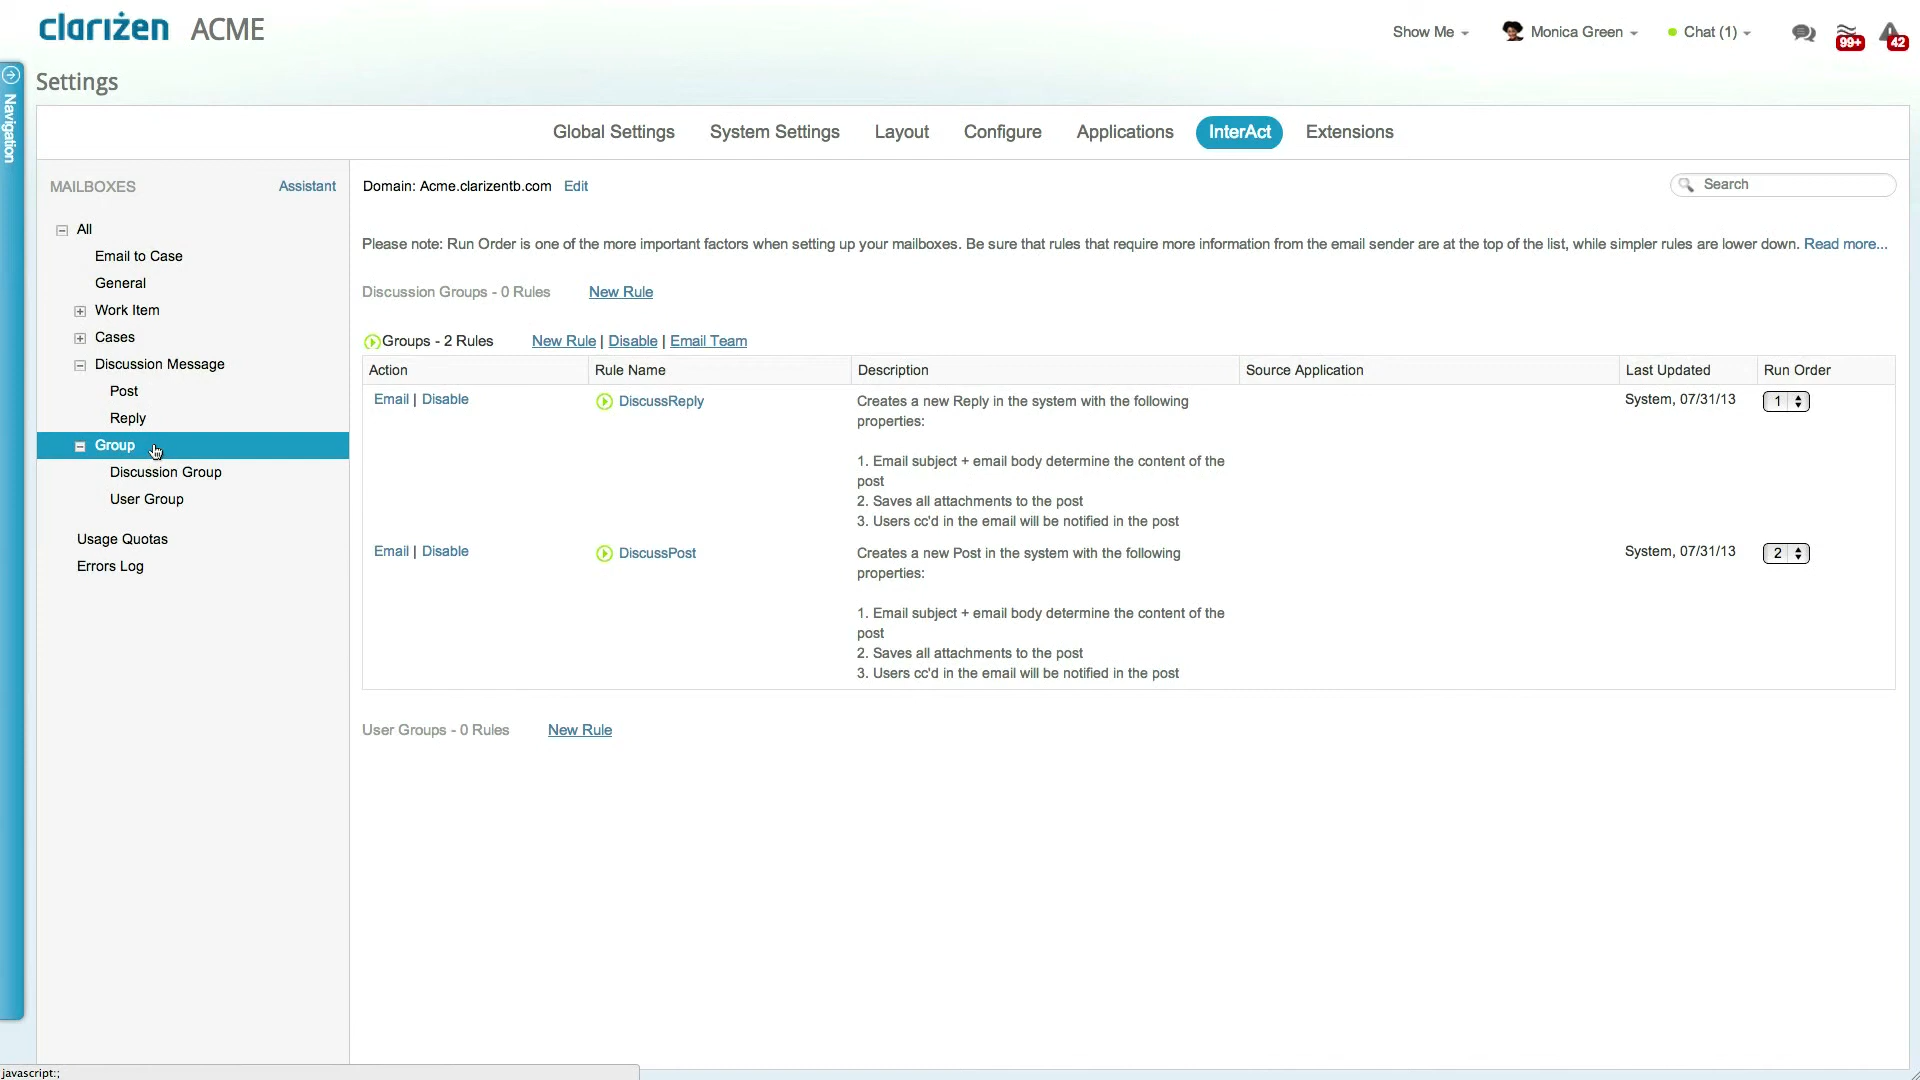 clarizen ACME
Show Me
Monica Green
Chat (1)
99+
42
Navigation
Settings
Global Settings
System Settings
Layout
Configure
Applications
InterAct
Extensions
MAILBOXES
Assistant
All
Email to Case
General
Work Item
Cases
Discussion Message
Post
Reply
Group
Discussion Group
User Group
Usage Quotas
Errors Log
Domain: Acme.clarizentb.com Edit
Search
Please note: Run Order is one of the more important factors when setting up your mailboxes. Be sure that rules that require more information from the email sender are at the top of the list, while simpler rules are lower down. Read more...
Discussion Groups - 0 Rules New Rule
Groups - 2 Rules New Rule | Disable | Email Team
Action Rule Name Description Source Application Last Updated Run Order
Email | Disable
DiscussReply
Creates a new Reply in the system with the following
properties:
1. Email subject + email body determine the content of the
post
2. Saves all attachments to the post
3. Users cc'd in the email will be notified in the post
System, 07/31/13
1
Email | Disable
DiscussPost
Creates a new Post in the system with the following
properties:
1. Email subject + email body determine the content of the
post
2. Saves all attachments to the post
3. Users cc'd in the email will be notified in the post
System, 07/31/13
2
User Groups - 0 Rules New Rule
javascript:;